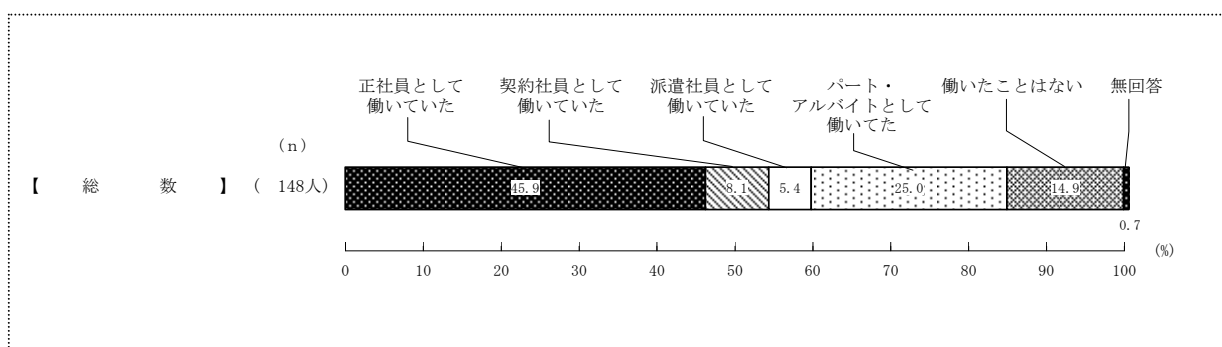 正社員として
働いていた
契約社員として
働いていた
派遣社員として
働いていた
パート・
アルバイトとして
働いてた
働いたことはない
無回答
(n)
【 総 数 】 ( 148人)
45.9
8.1
5.4
25.0
14.9
0.7
0 10 20 30 40 50 60 70 80 90 100
(%)